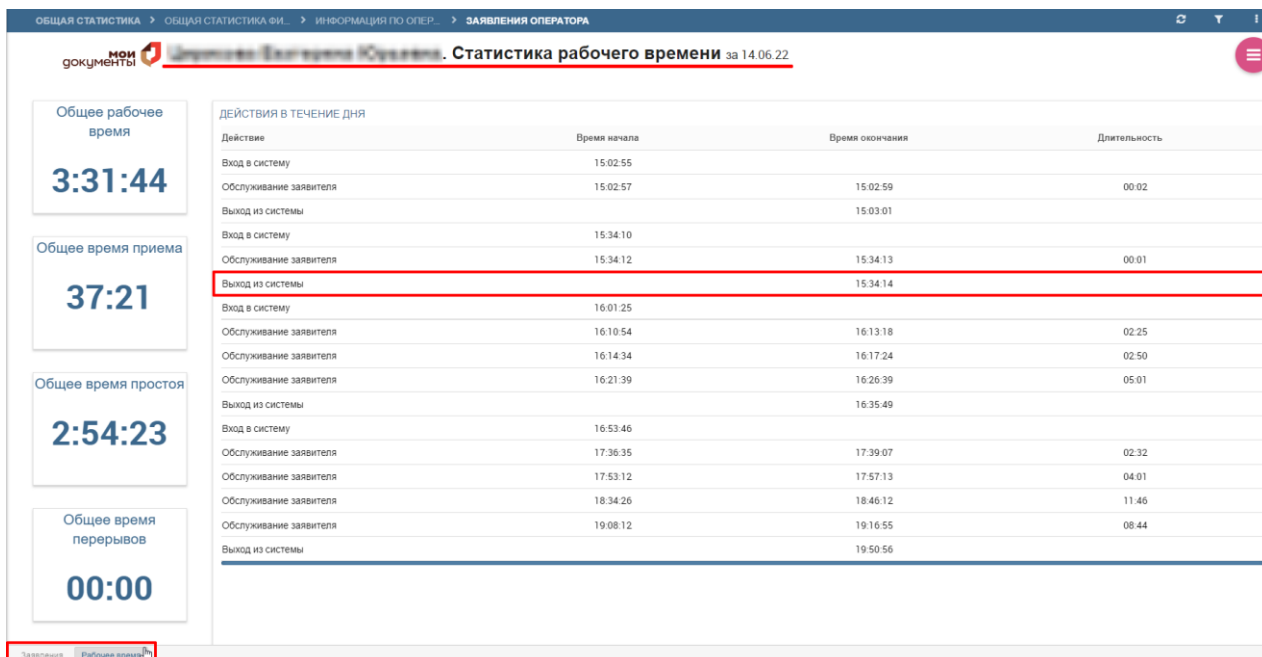 ОБЩАЯ СТАТИСТИКА > ОБЩАЯ СТАТИСТИКА ФИ... > ИНФОРМАЦИЯ ПО ОПЕР... > ЗАЯВЛЕНИЯ ОПЕРАТОРА
мои документы
. Статистика рабочего времени за 14.06.22
Общее рабочее время
3:31:44
Общее время приема
37:21
Общее время простоя
2:54:23
Общее время перерывов
00:00
ДЕЙСТВИЯ В ТЕЧЕНИЕ ДНЯ
Действие Время начала Время окончания Длительность
Вход в систему 15:02:55
Обслуживание заявителя 15:02:57 15:02:59 00:02
Выход из системы 15:03:01
Вход в систему 15:34:10
Обслуживание заявителя 15:34:12 15:34:13 00:01
Выход из системы 15:34:14
Вход в систему 16:01:25
Обслуживание заявителя 16:10:54 16:13:18 02:25
Обслуживание заявителя 16:14:34 16:17:24 02:50
Обслуживание заявителя 16:21:39 16:26:39 05:01
Выход из системы 16:35:49
Вход в систему 16:53:46
Обслуживание заявителя 17:36:35 17:39:07 02:32
Обслуживание заявителя 17:53:12 17:57:13 04:01
Обслуживание заявителя 18:34:26 18:46:12 11:46
Обслуживание заявителя 19:08:12 19:16:55 08:44
Выход из системы 19:50:56
Заявления Рабочее время